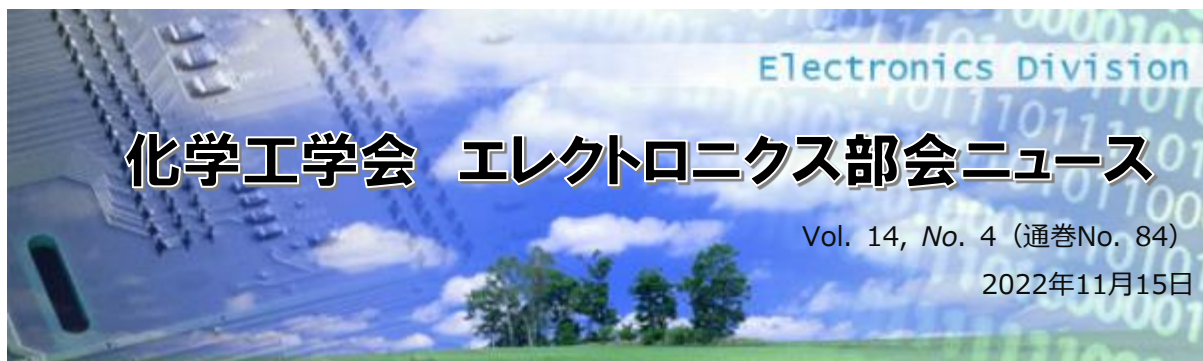 Electronics Division
化学工学会 エレクトロニクス部会ニュース
Vol. 14, No. 4（通巻No. 84）
2022年11月15日